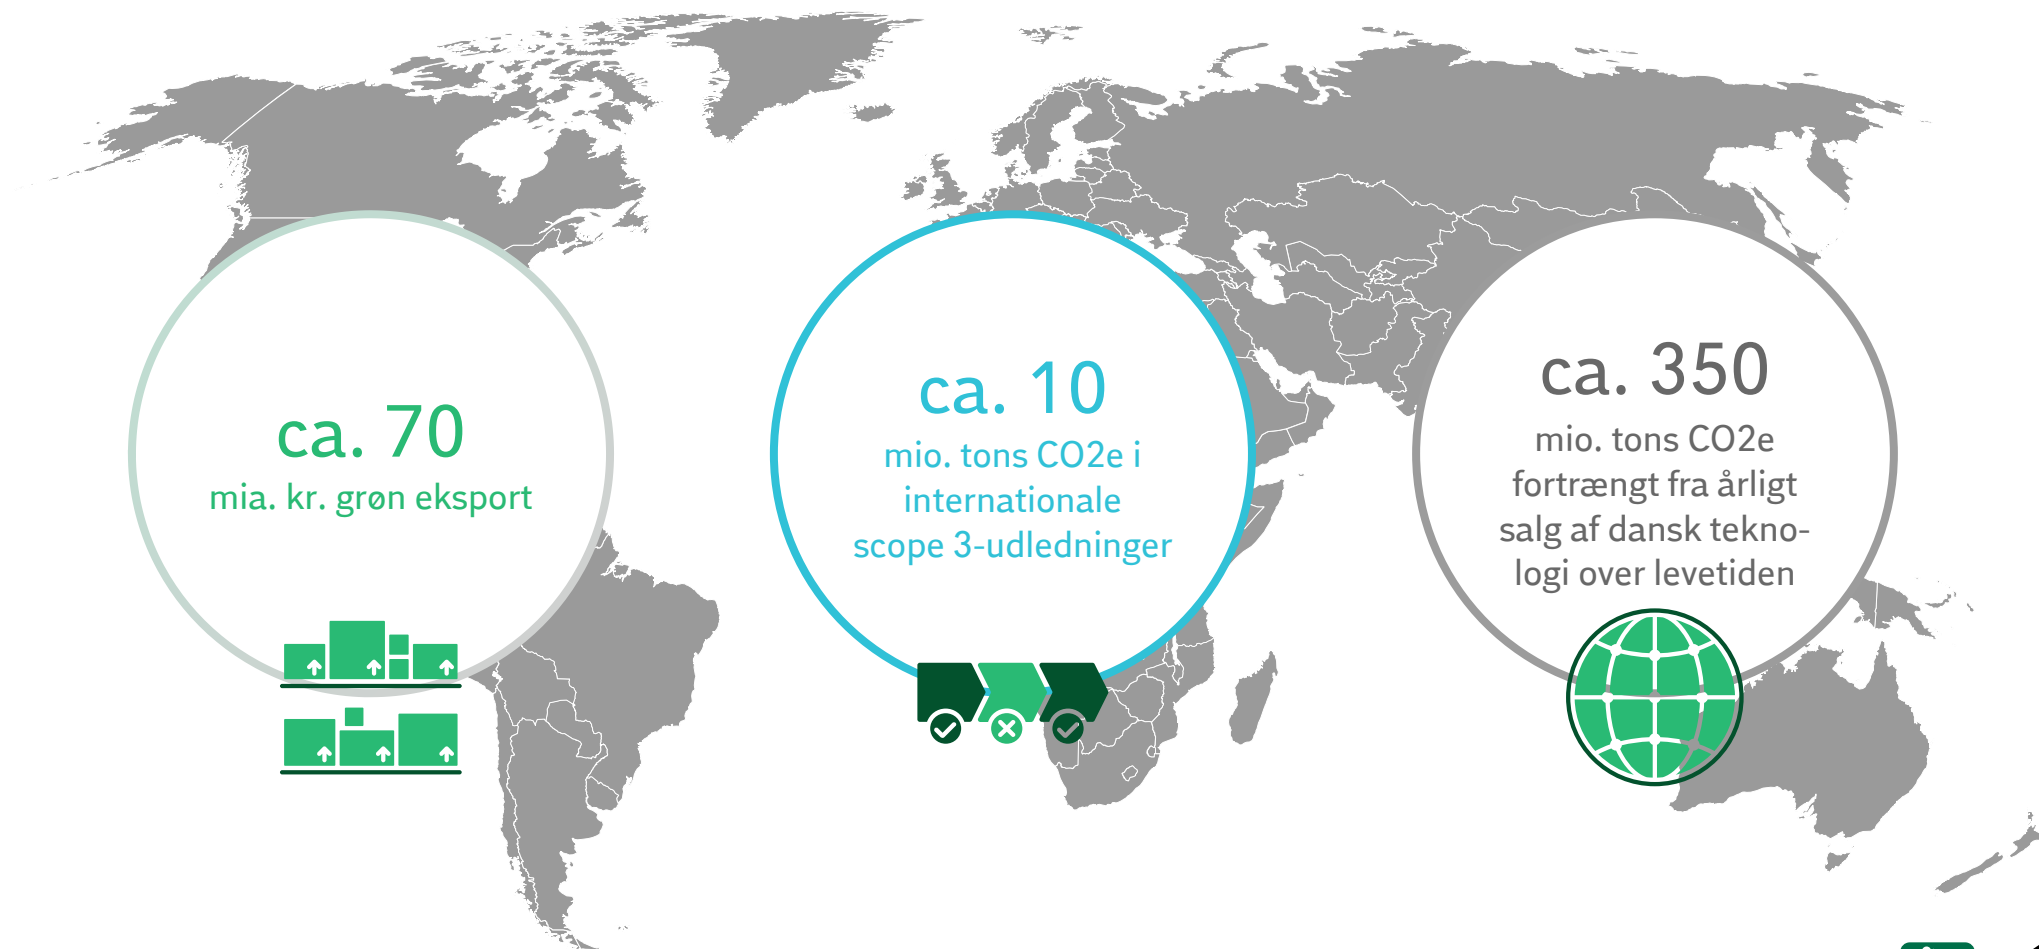 ca. 70
mia. kr. grøn eksport
ca. 10
mio. tons CO2e i
internationale
scope 3-udledninger
ca. 350
mio. tons CO2e
fortrængt fra årligt
salg af dansk tekno-
logi over levetiden